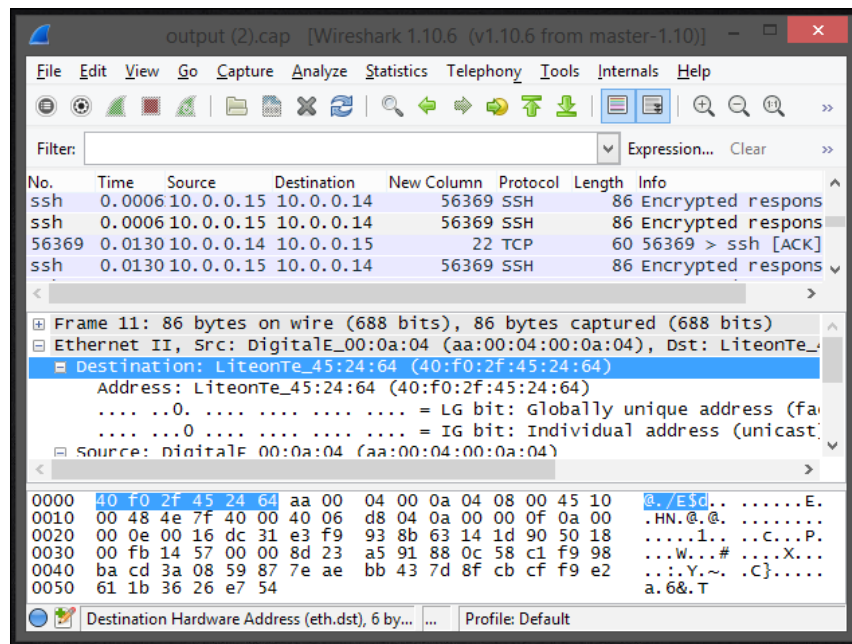 output (2).cap [Wireshark 1.10.6 (v1.10.6 from master-1.10)]
File Edit View Go Capture Analyze Statistics Telephony Tools Internals Help
Filter: Expression... Clear
No. Time Source Destination New Column Protocol Length Info
ssh 0.0006 10.0.0.15 10.0.0.14 56369 SSH 86 Encrypted respons
ssh 0.0006 10.0.0.15 10.0.0.14 56369 SSH 86 Encrypted respons
56369 0.0130 10.0.0.14 10.0.0.15 22 TCP 60 56369 > ssh [ACK]
ssh 0.0130 10.0.0.15 10.0.0.14 56369 SSH 86 Encrypted respons
Frame 11: 86 bytes on wire (688 bits), 86 bytes captured (688 bits)
Ethernet II, Src: DigitalE_00:0a:04 (aa:00:04:00:0a:04), Dst: LiteonTe_4
Destination: LiteonTe_45:24:64 (40:f0:2f:45:24:64)
Address: LiteonTe_45:24:64 (40:f0:2f:45:24:64)
.... ..0. .... .... .... .... = LG bit: Globally unique address (fa
.... ...0 .... .... .... .... = IG bit: Individual address (unicast)
Source: DigitalE_00:0a:04 (aa:00:04:00:0a:04)
0000 40 f0 2f 45 24 64 aa 00 04 00 0a 04 08 00 45 10 @./E$d.. ......E.
0010 00 48 4e 7f 40 00 40 06 d8 04 0a 00 00 0f 0a 00 .HN.@.@. ........
0020 00 0e 00 16 dc 31 e3 f9 93 8b 63 14 1d 90 50 18 .....1.. ..c...P.
0030 00 fb 14 57 00 00 8d 23 a5 91 88 0c 58 c1 f9 98 ...W...# ....X...
0040 ba cd 3a 08 59 87 7e ae bb 43 7d 8f cb cf f9 e2 ..:.Y.~. .C}.....
0050 61 1b 36 26 e7 54 a.6&.T
Destination Hardware Address (eth.dst), 6 by... ... Profile: Default